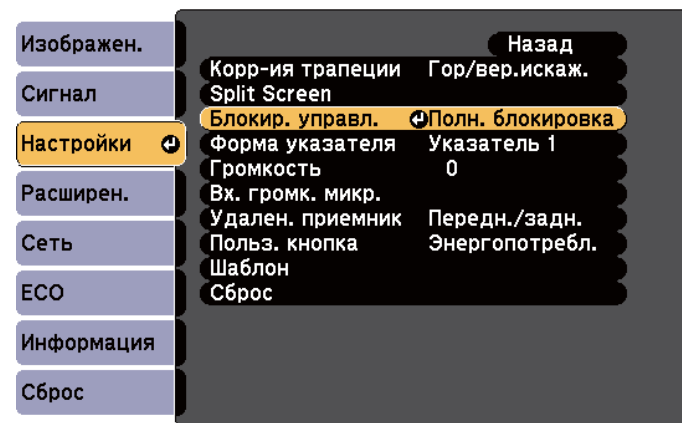 Изображен.
Сигнал
Настройки
Расширен.
Сеть
ECO
Информация
Сброс
Назад
Корр-ия трапеции Гор/вер.искаж.
Split Screen
Блокир. управл. Полн. блокировка
Форма указателя Указатель 1
Громкость 0
Вх. громк. микр.
Удален. приемник Передн./задн.
Польз. кнопка Энергопотребл.
Шаблон
Сброс